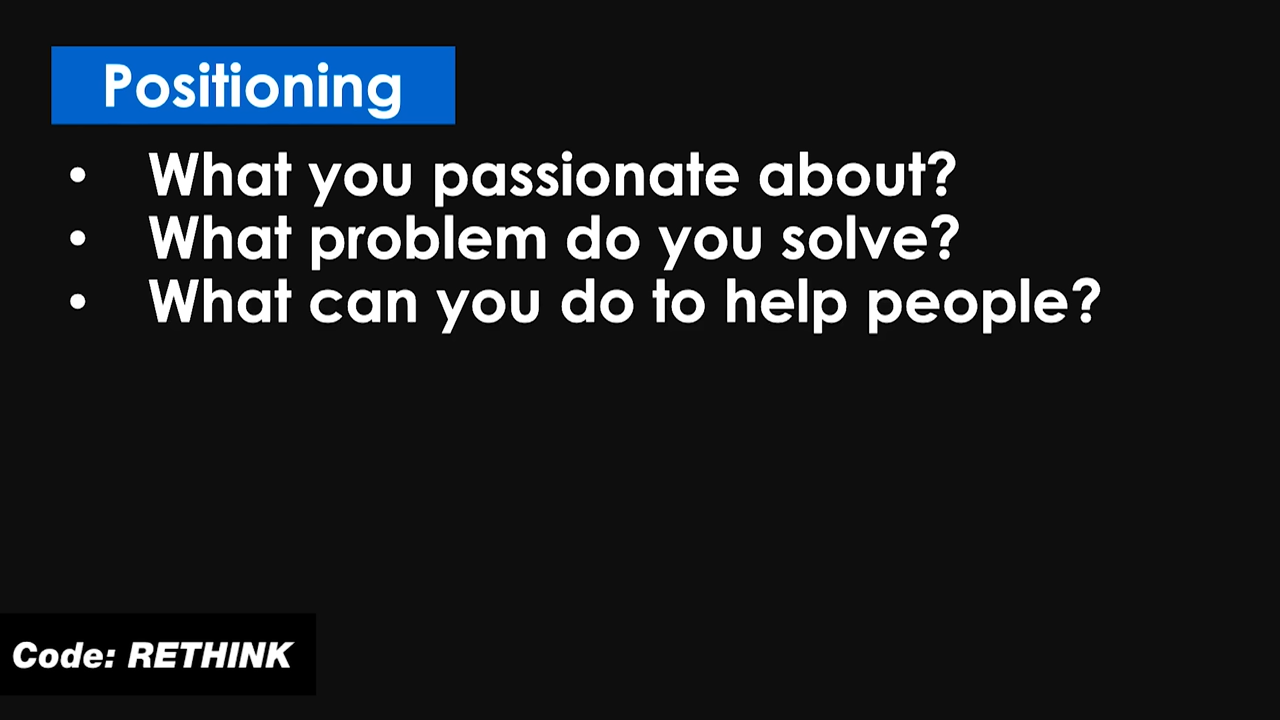 Positioning
• What you passionate about?
• What problem do you solve?
• What can you do to help people?
Code: RETHINK